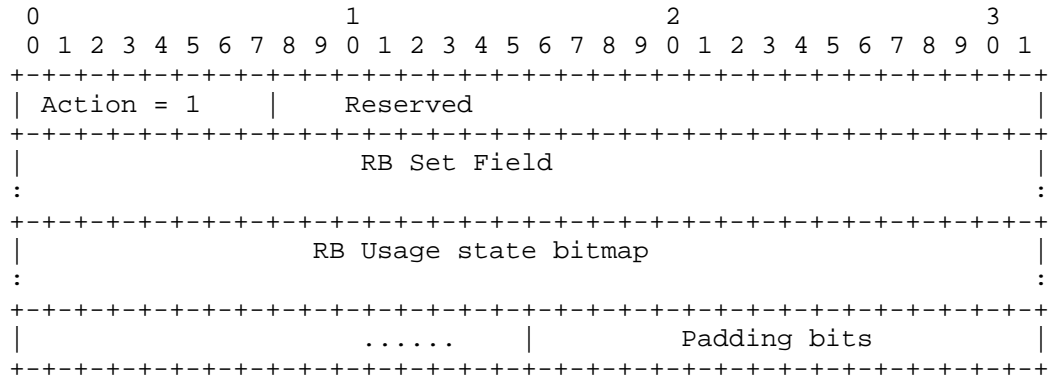 0                   1                   2                   3
 0 1 2 3 4 5 6 7 8 9 0 1 2 3 4 5 6 7 8 9 0 1 2 3 4 5 6 7 8 9 0 1
+-+-+-+-+-+-+-+-+-+-+-+-+-+-+-+-+-+-+-+-+-+-+-+-+-+-+-+-+-+-+-+-+
| Action = 1    |    Reserved                                   |
+-+-+-+-+-+-+-+-+-+-+-+-+-+-+-+-+-+-+-+-+-+-+-+-+-+-+-+-+-+-+-+-+
|                     RB Set Field                              |
:                                                               :
+-+-+-+-+-+-+-+-+-+-+-+-+-+-+-+-+-+-+-+-+-+-+-+-+-+-+-+-+-+-+-+-+
|                  RB Usage state bitmap                        |
:                                                               :
+-+-+-+-+-+-+-+-+-+-+-+-+-+-+-+-+-+-+-+-+-+-+-+-+-+-+-+-+-+-+-+-+
|                     ......    |         Padding bits          |
+-+-+-+-+-+-+-+-+-+-+-+-+-+-+-+-+-+-+-+-+-+-+-+-+-+-+-+-+-+-+-+-+